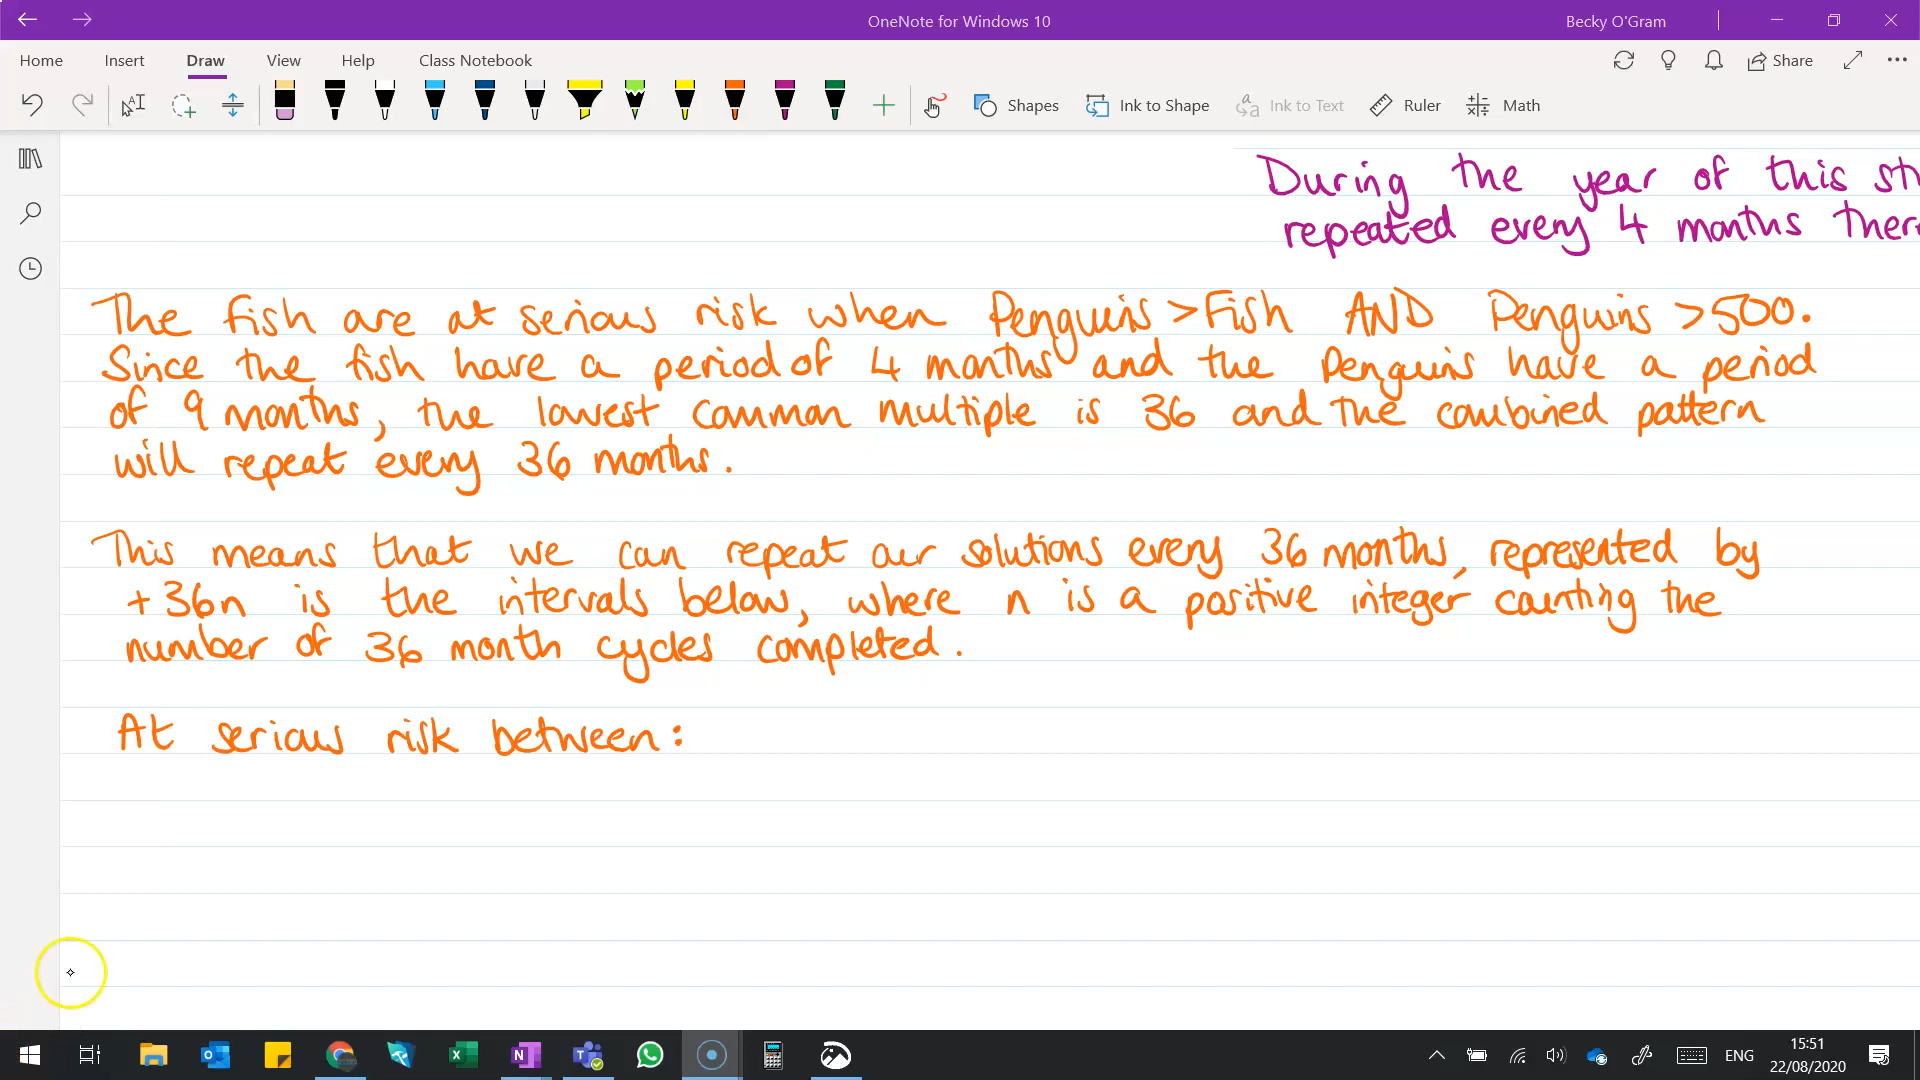 OneNote for Windows 10
Becky O'Gram
Home Insert Draw View Help Class Notebook
Share
Shapes Ink to Shape Ink to Text Ruler Math
During the year of this st
repeated every 4 months ther
The fish are at serious risk when Penguins > Fish AND Penguins > 500.
Since the fish have a period of 4 months and the Penguins have a period
of 9 months, the lowest common multiple is 36 and the combined pattern
will repeat every 36 months.
This means that we can repeat our solutions every 36 months, represented by
+36n is the intervals below, where n is a positive integer counting the
number of 36 month cycles completed.
At serious risk between:
ENG
15:51
22/08/2020